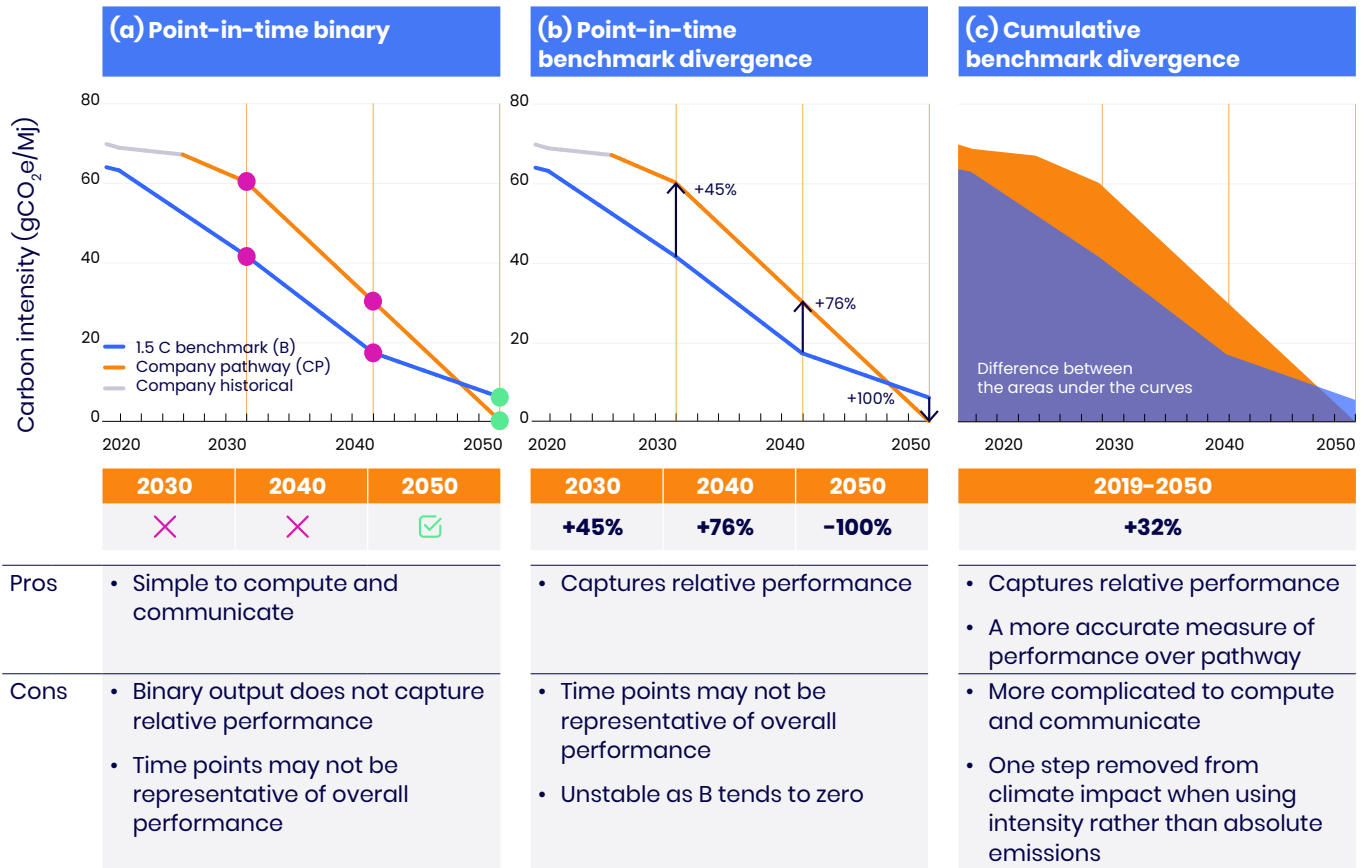 (a) Point-in-time binary
(b) Point-in-time
benchmark divergence
(c) Cumulative
benchmark divergence
Carbon intensity (gCO₂e/Mj)
80
60
40
20
0
1.5 C benchmark (B)
Company pathway (CP)
Company historical
2020
2030
2040
2050
80
60
40
20
0
+45%
+76%
+100%
2020
2030
2040
2050
Difference between
the areas under the curves
2020
2030
2040
2050
2030
2040
2050
2030
2040
2050
2019-2050
+45%
+76%
-100%
+32%
Pros
• Simple to compute and
communicate
• Captures relative performance
• Captures relative performance
• A more accurate measure of
performance over pathway
Cons
• Binary output does not capture
relative performance
• Time points may not be
representative of overall
performance
• Time points may not be
representative of overall
performance
• Unstable as B tends to zero
• More complicated to compute
and communicate
• One step removed from
climate impact when using
intensity rather than absolute
emissions